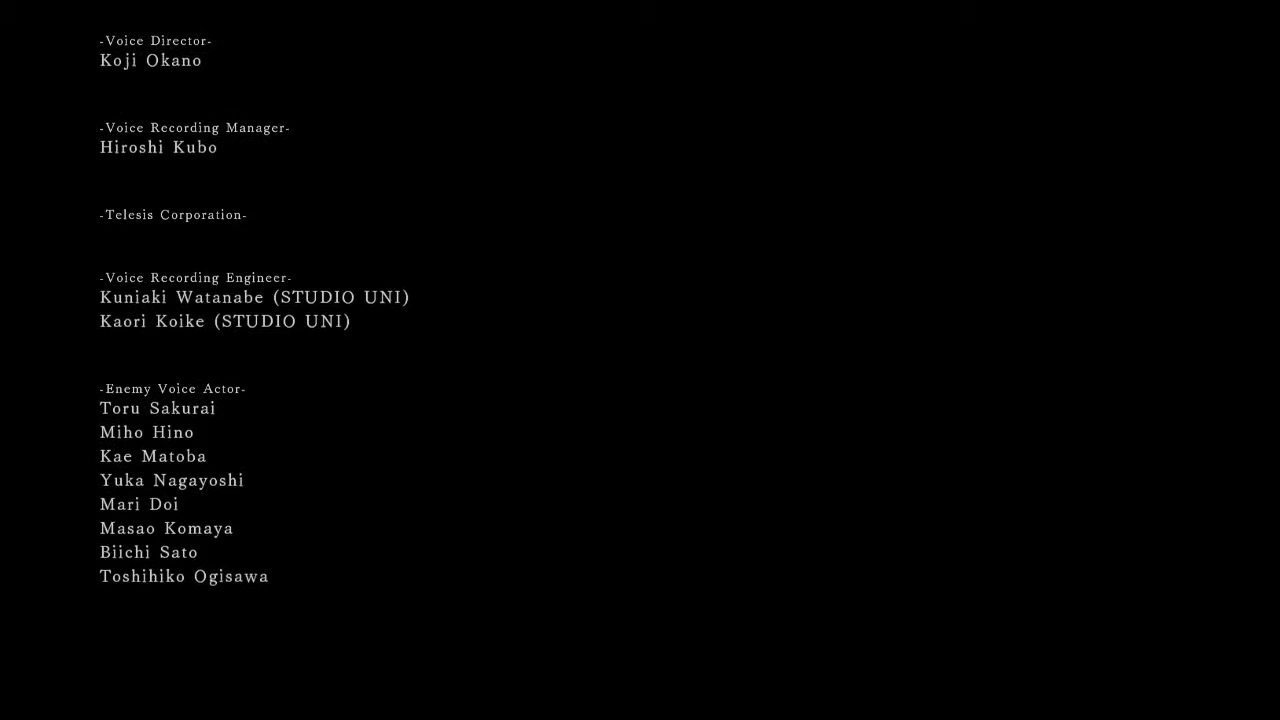 -Voice Director-
Koji Okano
-Voice Recording Manager-
Hiroshi Kubo
-Telesis Corporation-
-Voice Recording Engineer-
Kuniaki Watanabe (STUDIO UNI)
Kaori Koike (STUDIO UNI)
-Enemy Voice Actor-
Toru Sakurai
Miho Hino
Kae Matoba
Yuka Nagayoshi
Mari Doi
Masao Komaya
Biichi Sato
Toshihiko Ogisawa